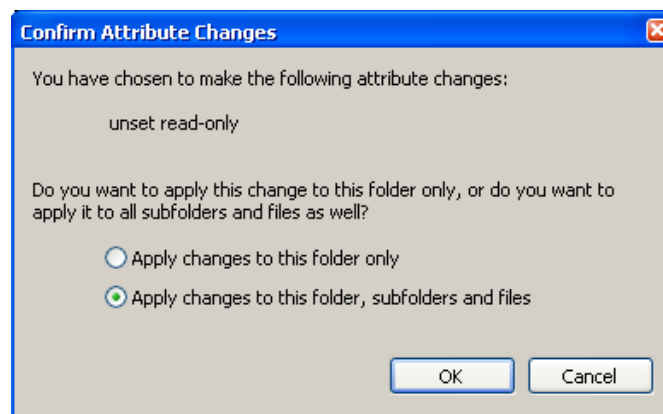 Confirm Attribute Changes
You have chosen to make the following attribute changes:
unset read-only
Do you want to apply this change to this folder only, or do you want to
apply it to all subfolders and files as well?
Apply changes to this folder only
Apply changes to this folder, subfolders and files
OK
Cancel